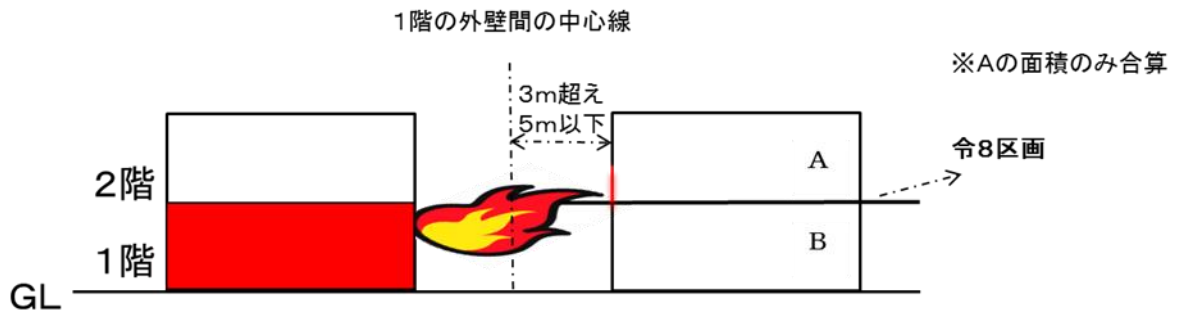 1階の外壁間の中心線
※Aの面積のみ合算
3m超え
5m以下
令8区画
A
2階
B
1階
GL